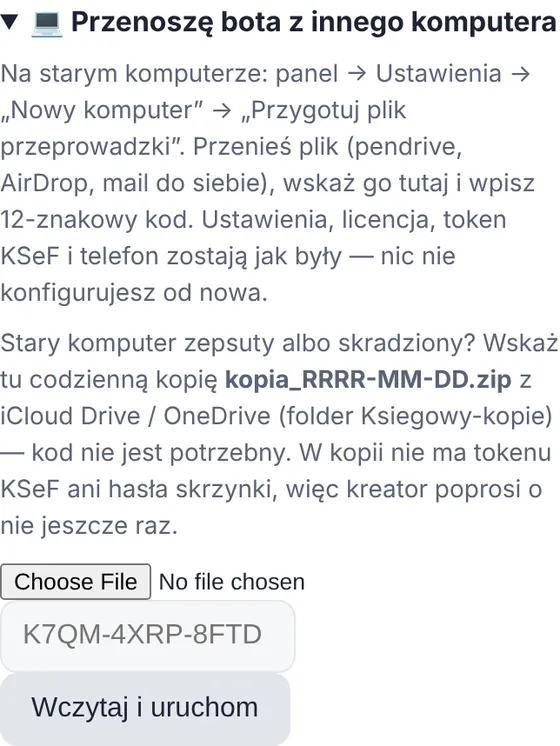 ▼ 💻 Przenoszę bota z innego komputera
Na starym komputerze: panel → Ustawienia →
„Nowy komputer” → „Przygotuj plik
przeprowadzki”. Przenieś plik (pendrive,
AirDrop, mail do siebie), wskaż go tutaj i wpisz
12-znakowy kod. Ustawienia, licencja, token
KSeF i telefon zostają jak były — nic nie
konfigurujesz od nowa.
Stary komputer zepsuty albo skradziony? Wskaż
tu codzienną kopię kopia_RRRR-MM-DD.zip z
iCloud Drive / OneDrive (folder Ksiegowy-kopie)
— kod nie jest potrzebny. W kopii nie ma tokenu
KSeF ani hasła skrzynki, więc kreator poprosi o
nie jeszcze raz.
Choose File No file chosen
K7QM-4XRP-8FTD
Wczytaj i uruchom